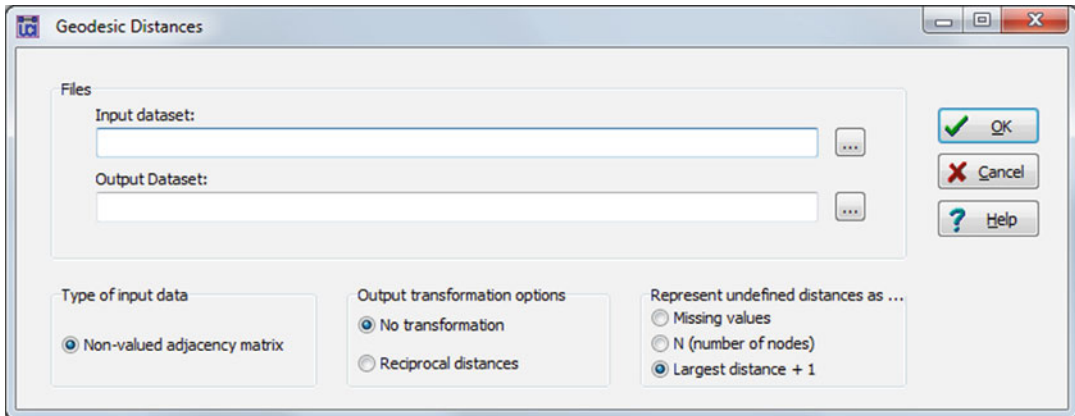 UCI
Geodesic Distances
Files
Input dataset:
...
Output Dataset:
...
OK
Cancel
? Help
Type of input data
Non-valued adjacency matrix
Output transformation options
No transformation
Reciprocal distances
Represent undefined distances as ...
Missing values
N (number of nodes)
Largest distance + 1